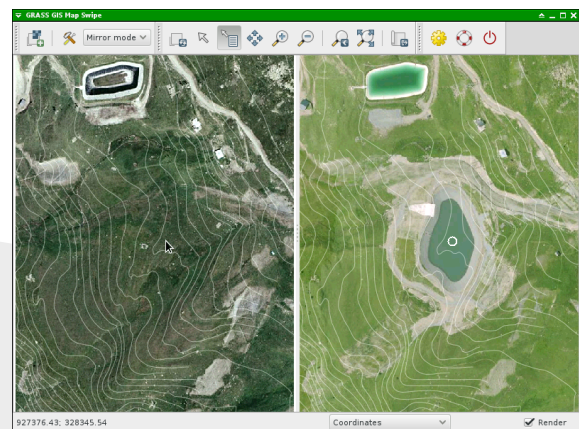 GRASS GIS Map Swipe
Mirror mode
927376.43; 328345.54
Coordinates
Render